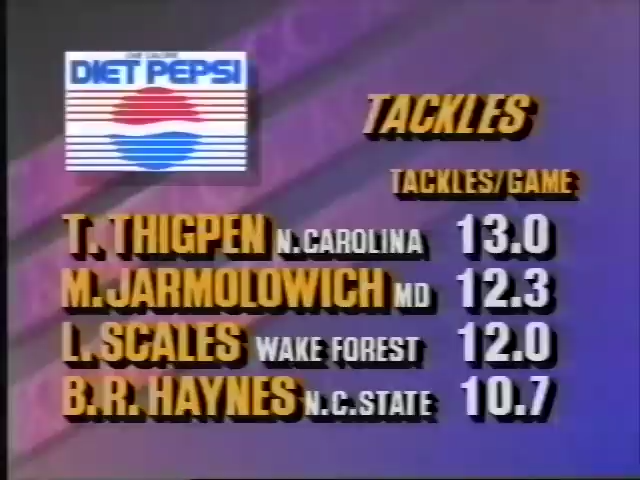 DIET PEPSI
TACKLES
TACKLES/GAME
T. THIGPEN N.CAROLINA 13.0
M.JARMOLOWICH MD 12.3
L.SCALES WAKE FOREST 12.0
B.R. HAYNES N.C.STATE 10.7